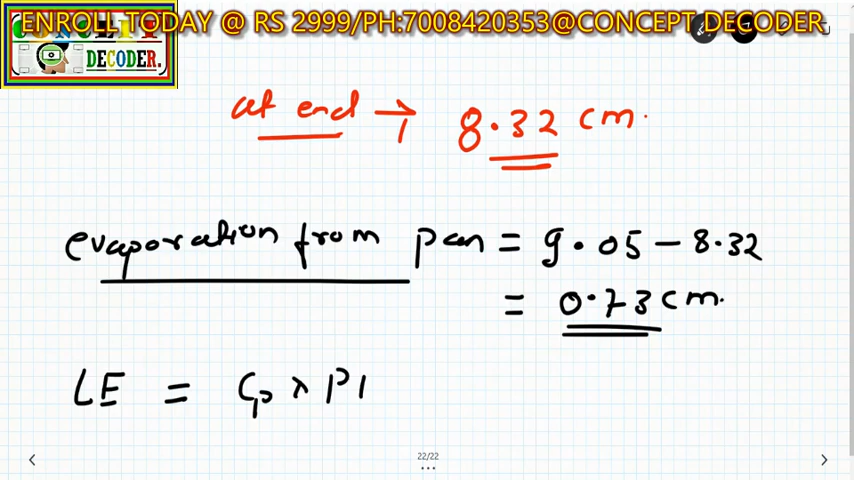 ENROLL TODAY @ RS 2999/PH:7008420353@CONCEPT DECODER
DECODER.
at end → 8.32 cm.
evaporation from pan = 9.05 - 8.32
= 0.73 cm.
LE = Cp x P
22/22